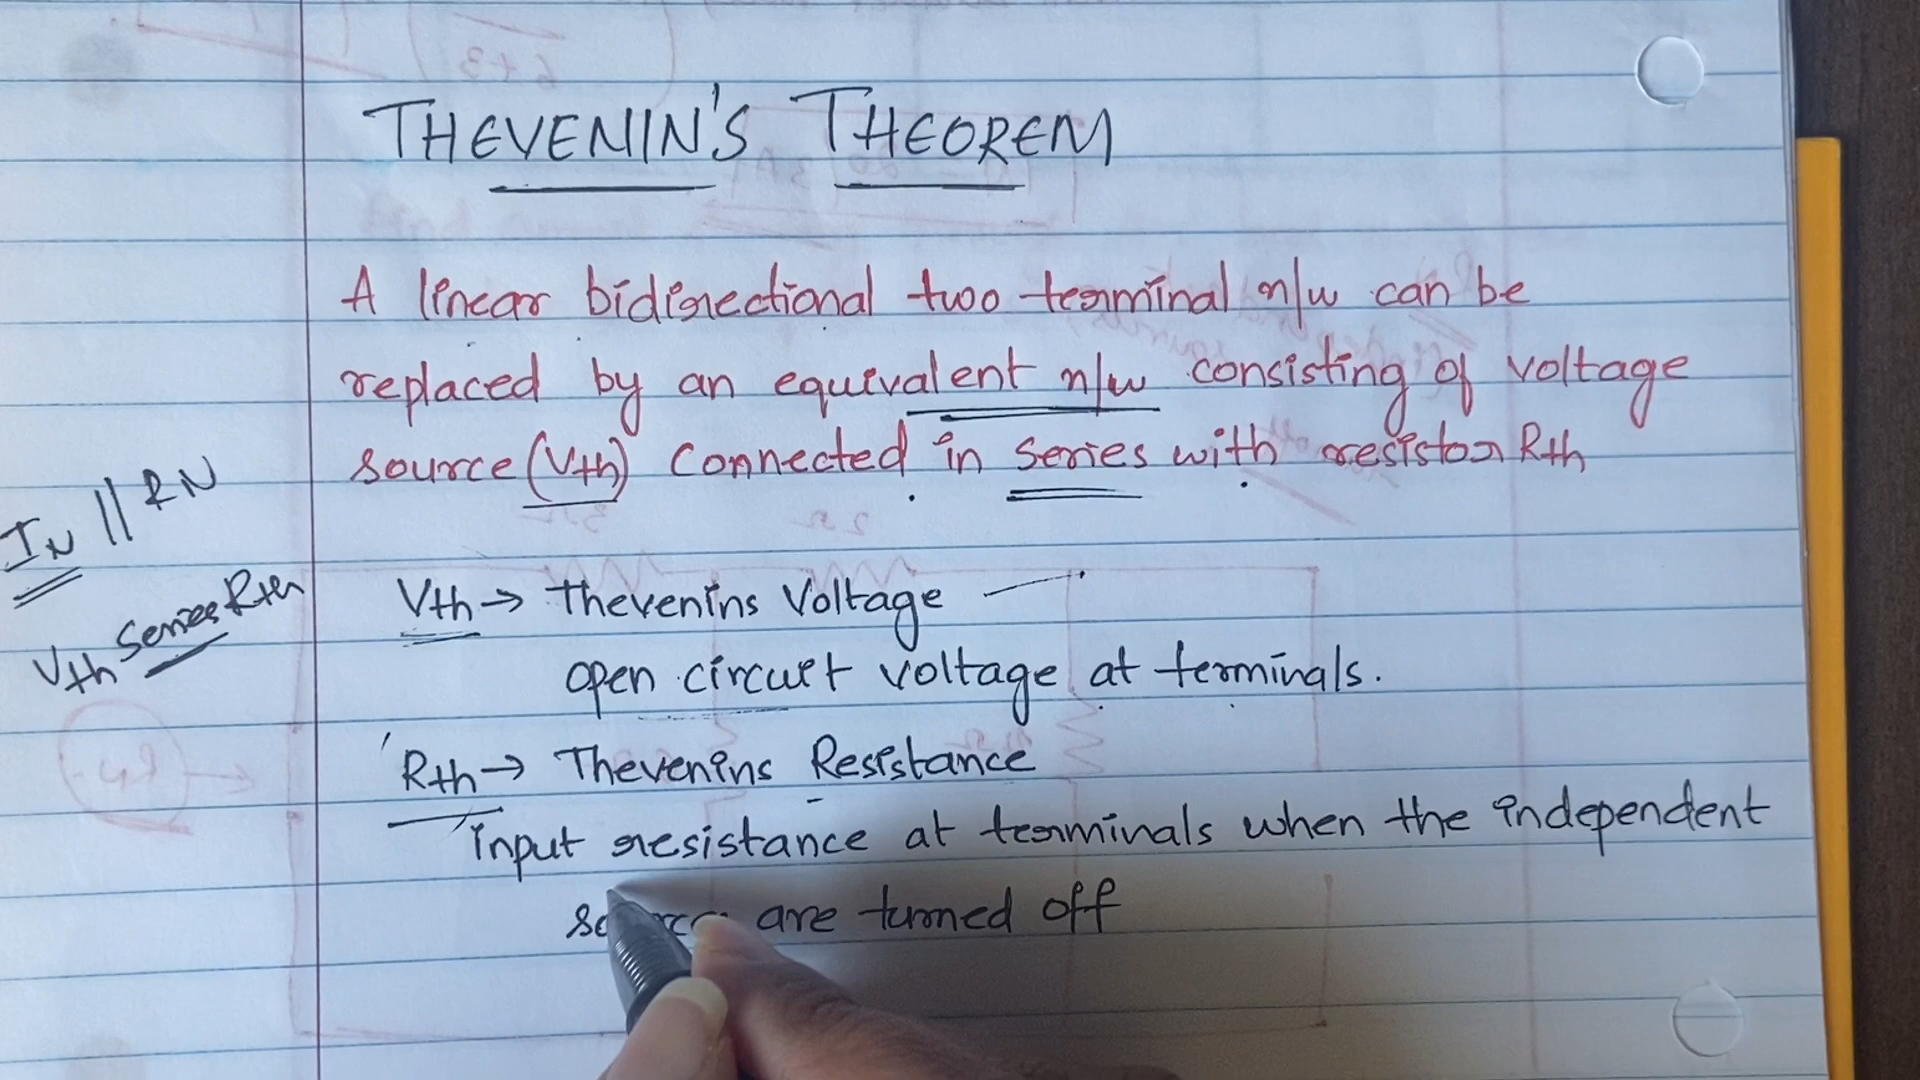 THEVENIN'S THEOREM
A linear bidirectional two terminal n/w can be
replaced by an equivalent n/w consisting of voltage
source (Vth) connected in series with resistor Rth
IN || RN
Vth series Rth
Vth → Thevenins Voltage
open circuit voltage at terminals.
Rth → Thevenins Resistance
input resistance at terminals when the independent
are turned off